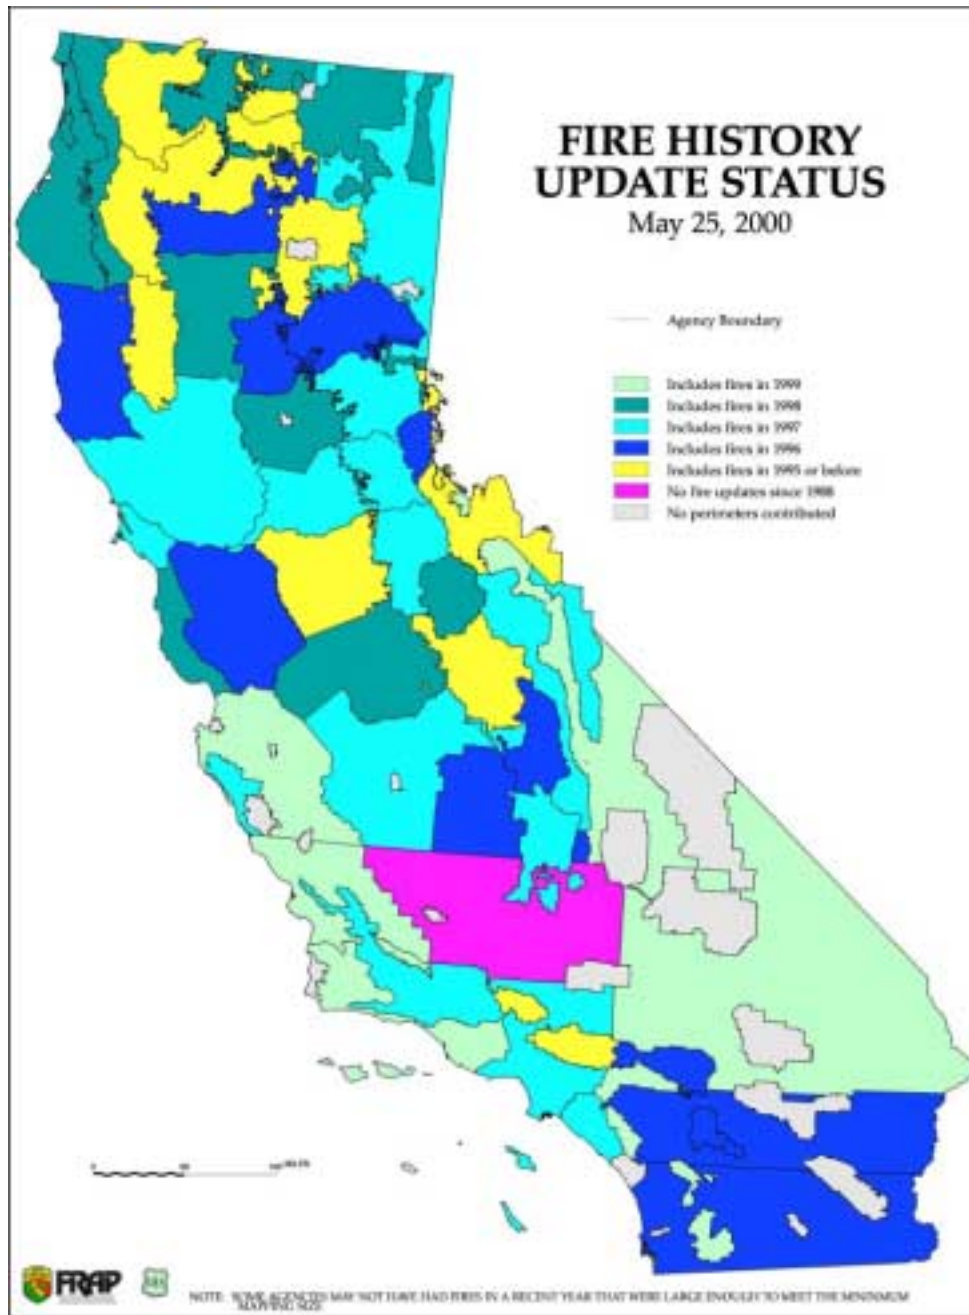 FIRE HISTORY
UPDATE STATUS
May 25, 2000
Agency Boundary
Includes fires in 1999
Includes fires in 1998
Includes fires in 1997
Includes fires in 1996
Includes fires in 1995 or before
No fire updates since 1988
No perimeters contributed
0
FRAP
NOTE: SOME AGENCIES MAY NOT HAVE HAD FIRES IN A RECENT YEAR THAT WERE LARGE ENOUGH TO MEET THE MINIMUM
MAPPING SIZE